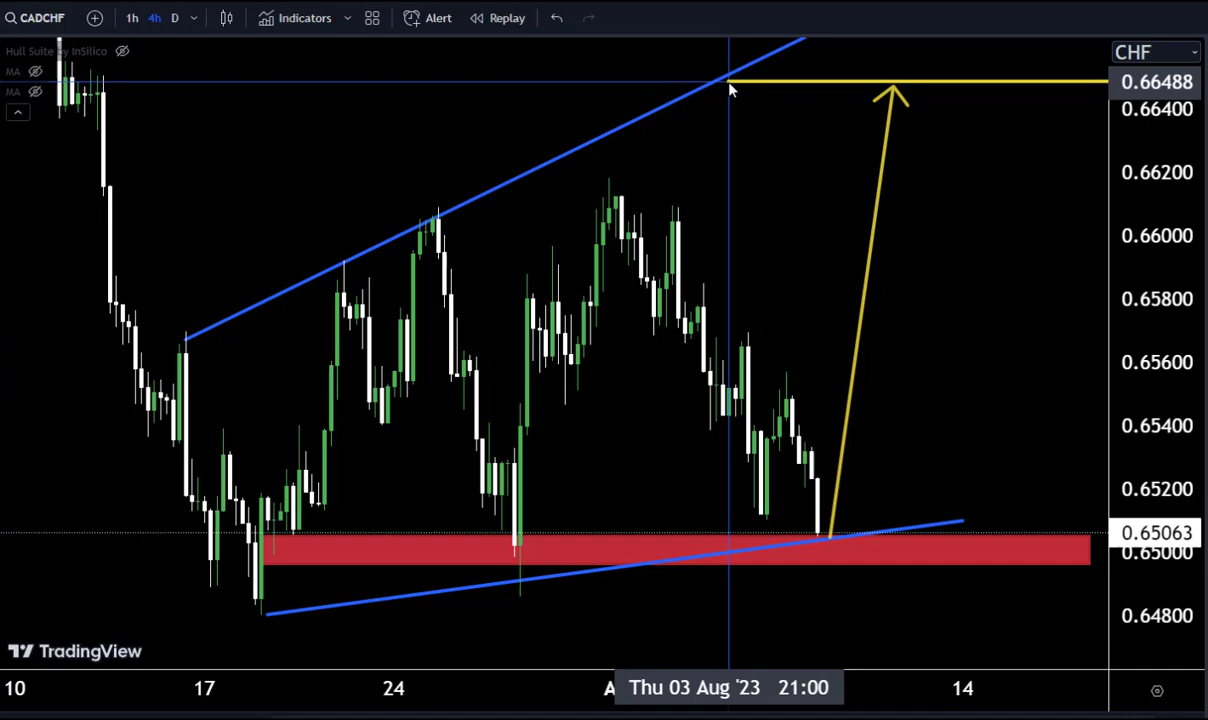 CADCHF 1h 4h D Indicators Alert Replay
Hull Suite by InSilico
MA
MA
CHF
0.66488
0.66400
0.66200
0.66000
0.65800
0.65600
0.65400
0.65200
0.65063
0.65000
0.64800
TradingView
10 17 24 A Thu 03 Aug '23 21:00 14